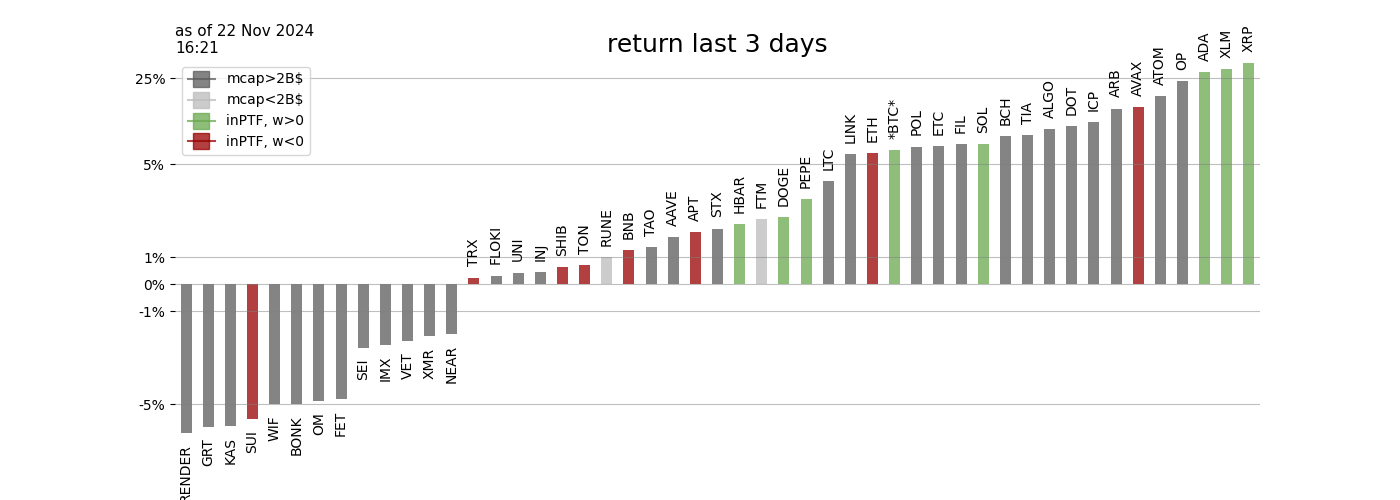 as of 22 Nov 2024
16:21
return last 3 days
mcap>2B$
mcap<2B$
inPTF, w>0
inPTF, w<0
25%
5%
1%
0%
-1%
-5%
RENDER
GRT
KAS
SUI
WIF
BONK
OM
FET
SEI
IMX
VET
XMR
NEAR
TRX
FLOKI
UNI
INJ
SHIB
TON
RUNE
BNB
TAO
AAVE
APT
STX
HBAR
FTM
DOGE
PEPE
LTC
LINK
ETH
*BTC*
POL
ETC
FIL
SOL
BCH
TIA
ALGO
DOT
ICP
ARB
AVAX
ATOM
OP
ADA
XLM
XRP